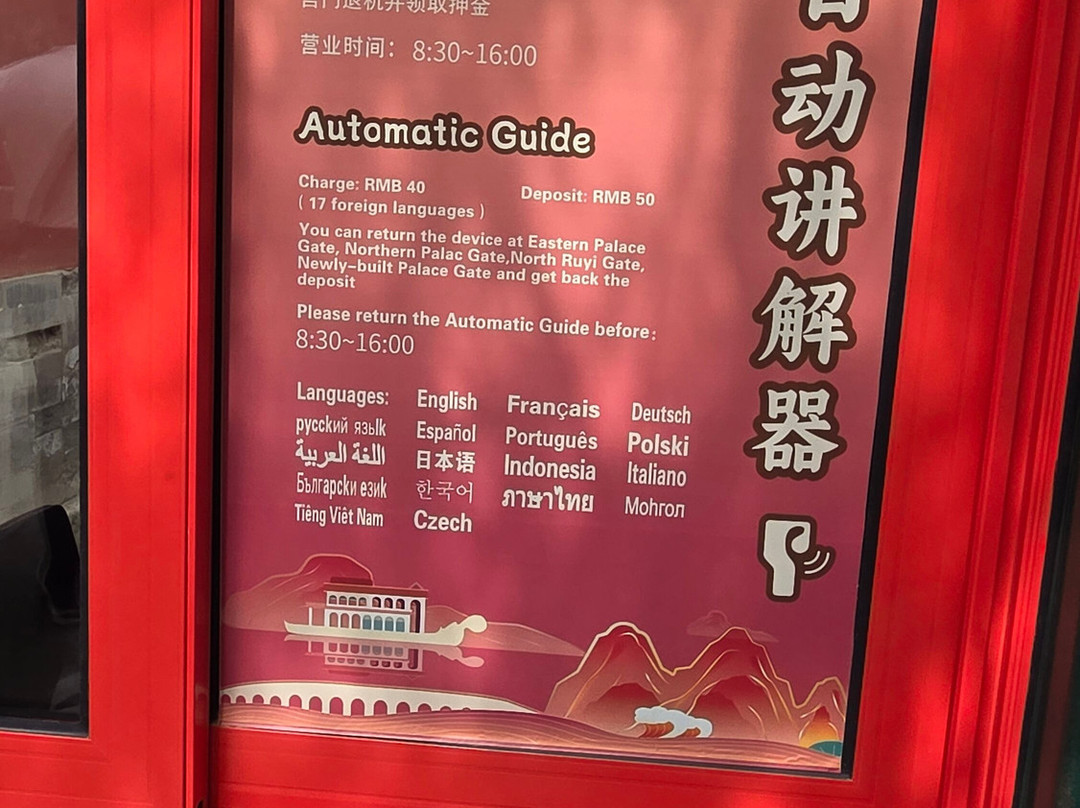 营业时间： 8:30~16:00
Automatic Guide
Charge: RMB 40 Deposit: RMB 50
( 17 foreign languages )
You can return the device at Eastern Palace
Gate, Northern Palac Gate,North Ruyi Gate,
Newly-built Palace Gate and get back the
deposit
Please return the Automatic Guide before:
8:30~16:00
Languages: English Français Deutsch
русский языk Español Português Polski
اللغة العربية 日本语 Indonesia Italiano
Български език 한국어 ภาษาไทย Монгол
Tiêng Viêt Nam Czech
动讲解器